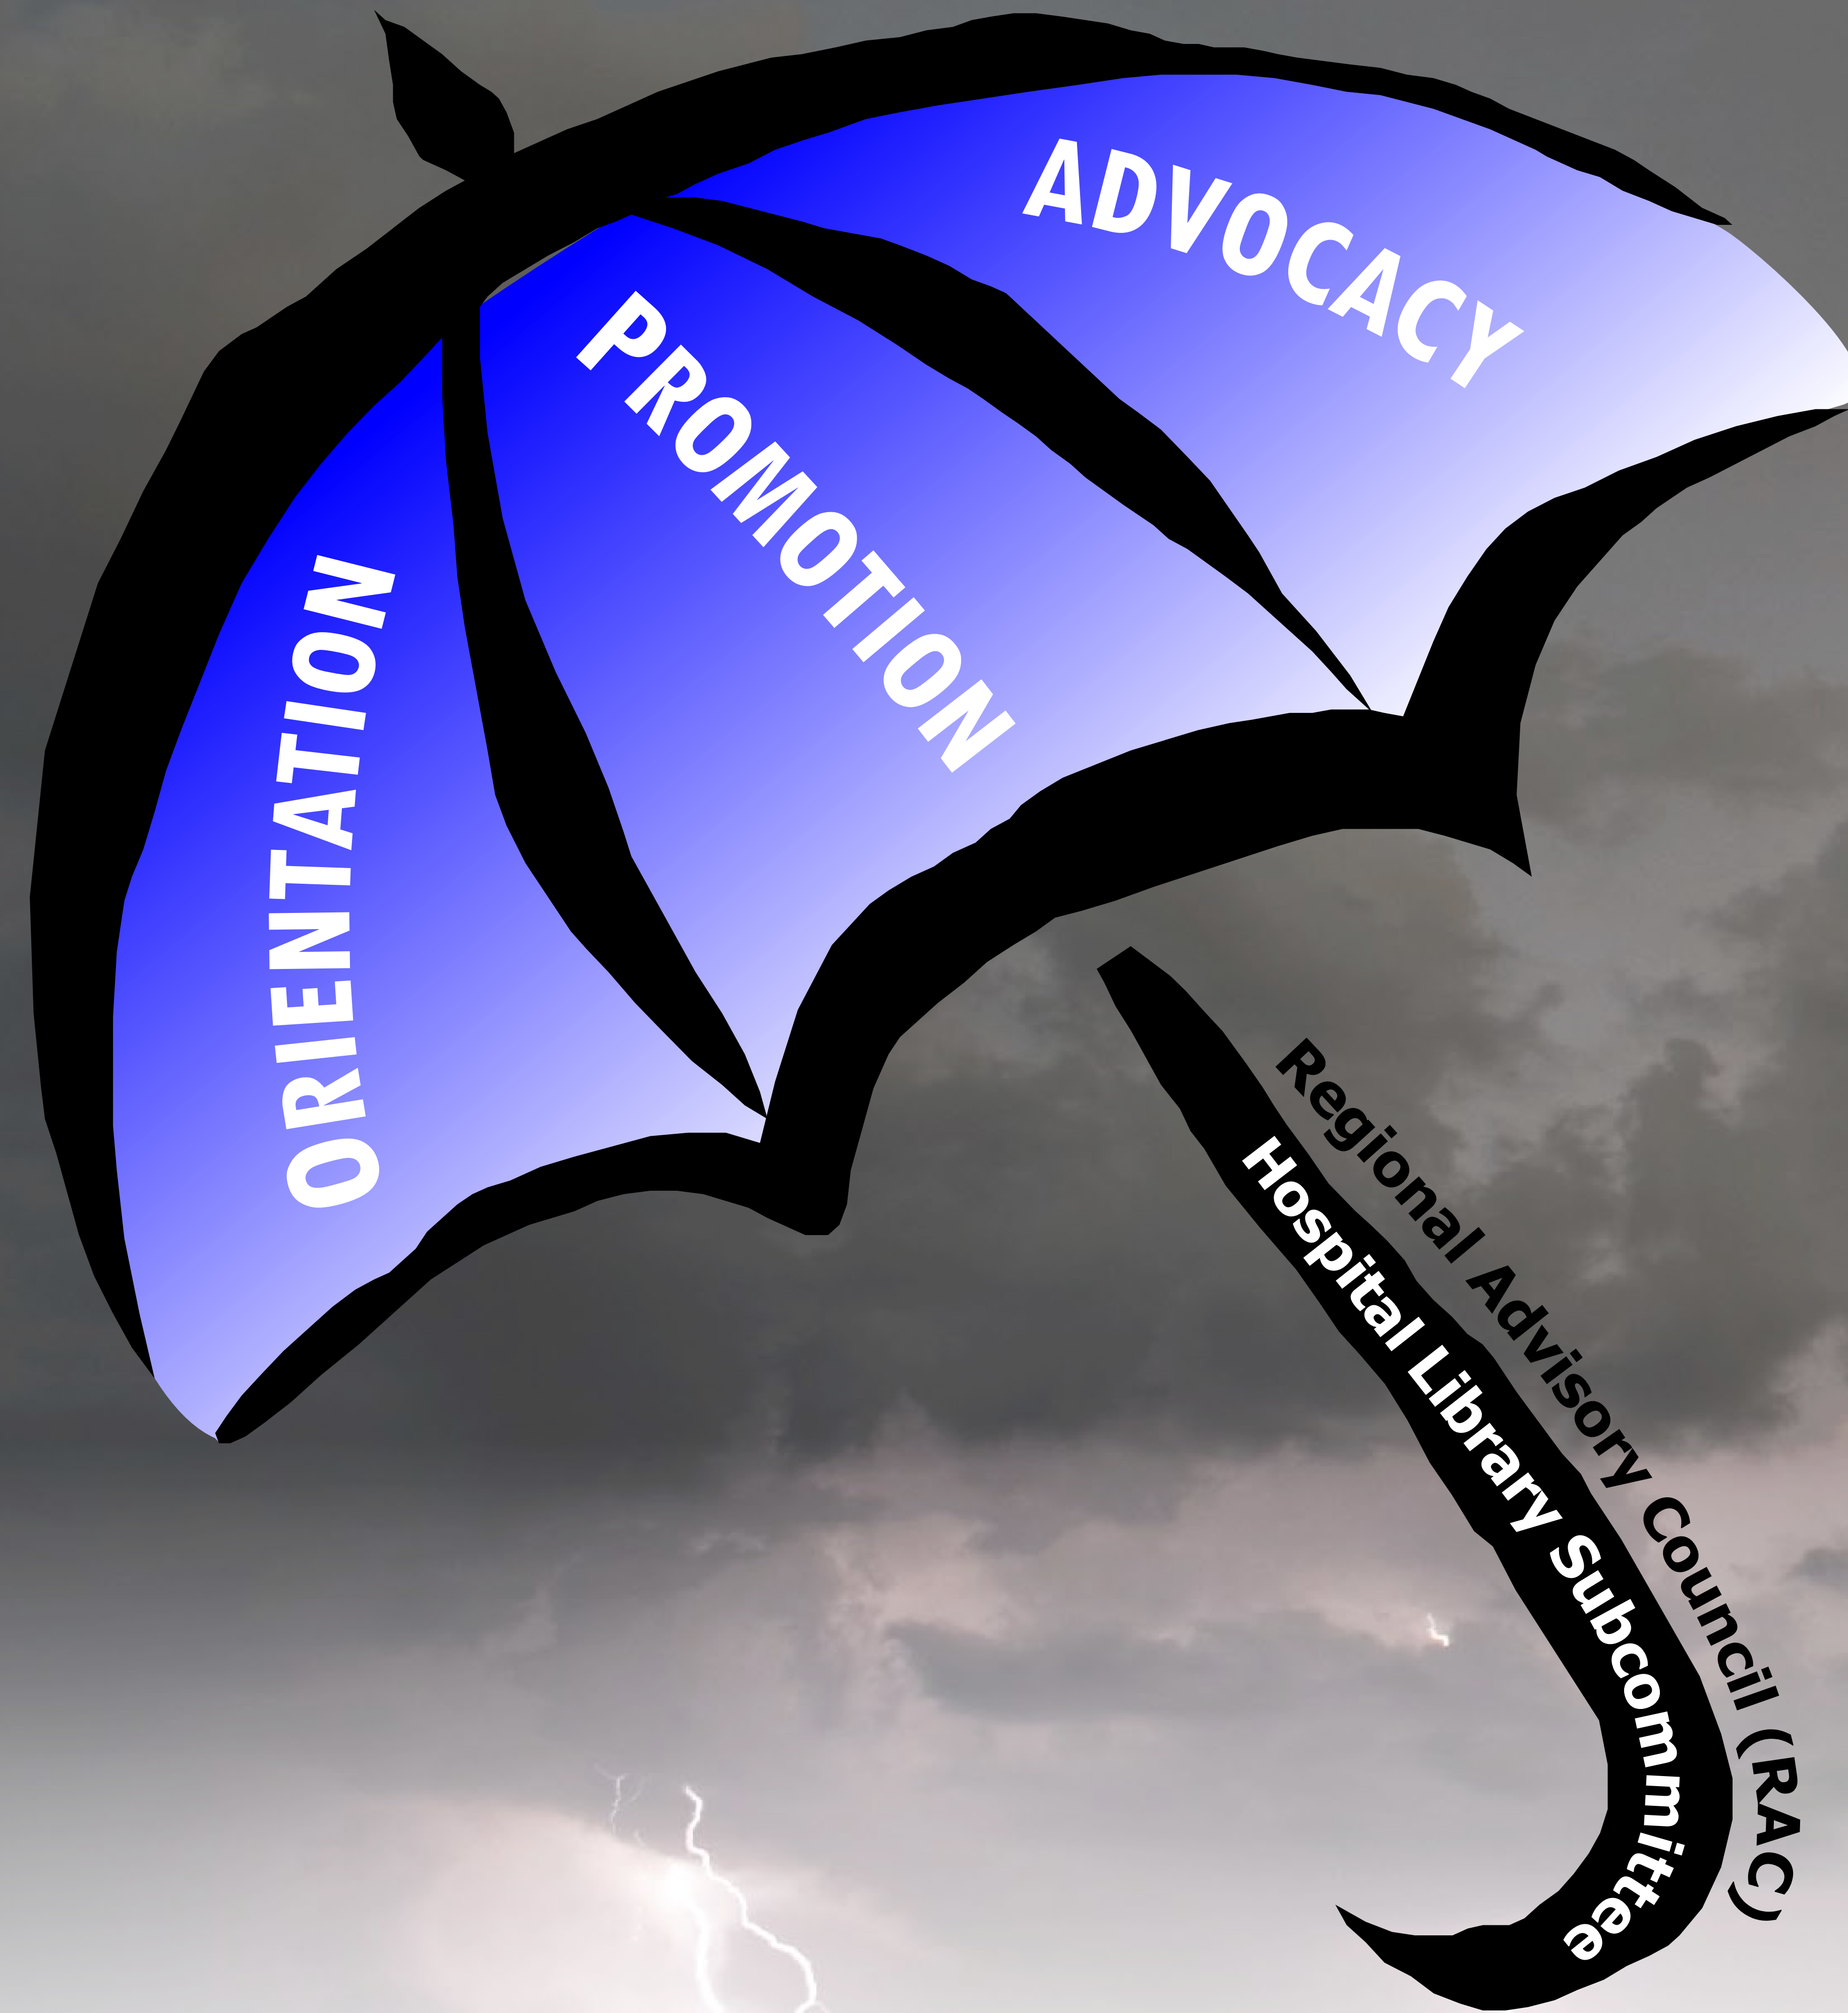 ORIENTATION
PROMOTION
ADVOCACY
Regional Advisory Council (RAC)
Hospital Library Subcommittee